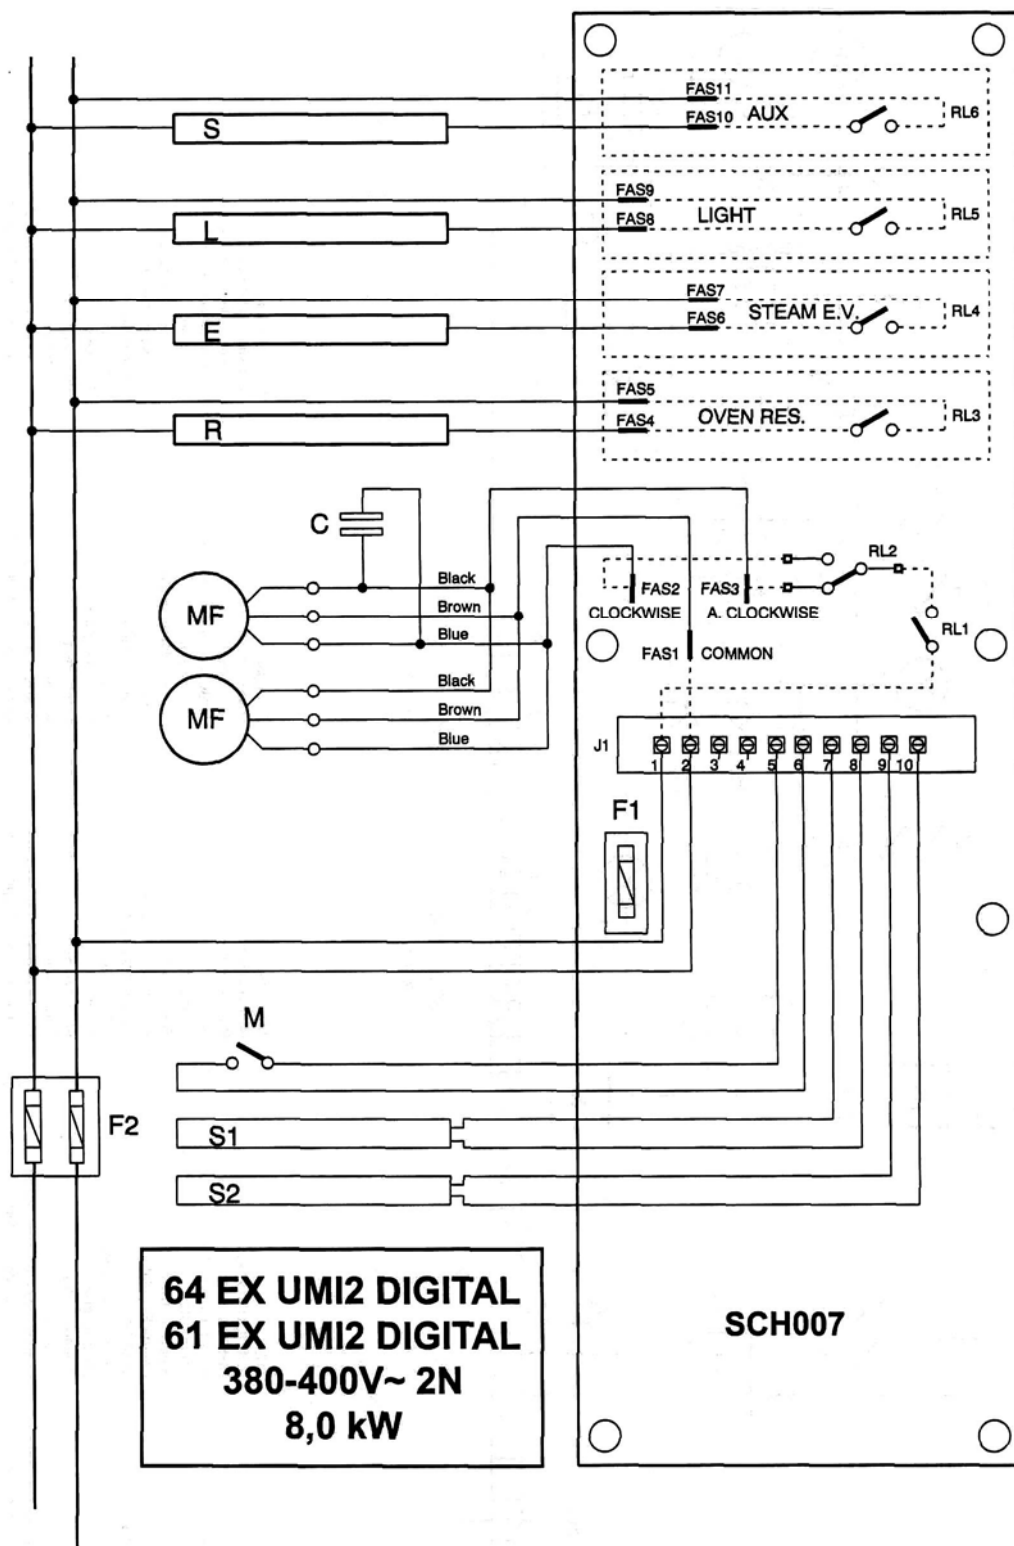 FAS11
S
FAS10 AUX
RL6
FAS9
L
FAS8
LIGHT
RL5
FAS7
E
FAS6
STEAM E.V.
RL4
FAS5
R
FAS4
OVEN RES.
RL3
C
RL2
Black
FAS2
FAS3
MF
Brown
CLOCKWISE
A. CLOCKWISE
Blue
FAS1 COMMON
RL1
Black
MF
Brown
Blue
J1
1 2 3 4 5 6 7 8 9 10
F1
M
F2
S1
S2
64 EX UMI2 DIGITAL
61 EX UMI2 DIGITAL
380-400V~ 2N
8,0 kW
SCH007